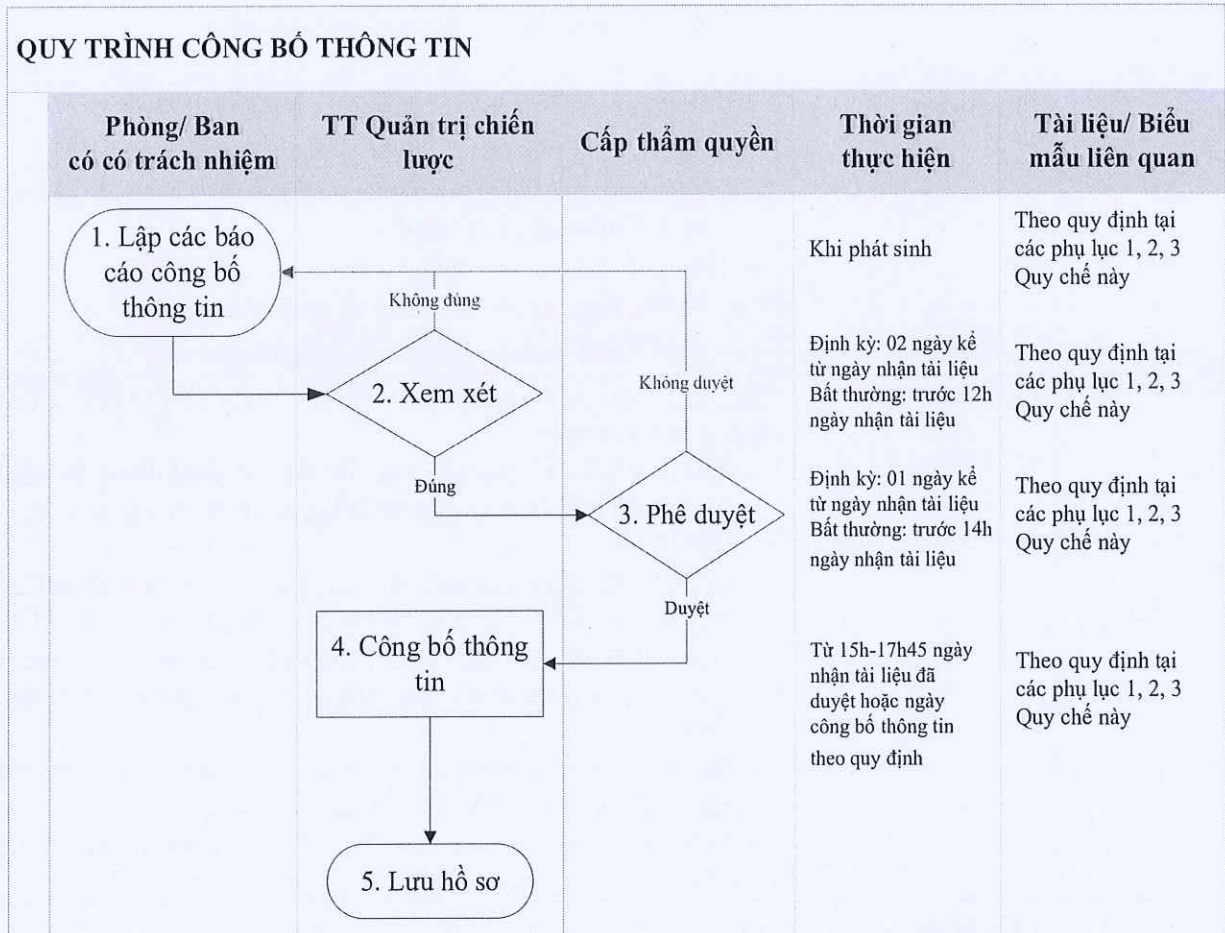 QUY TRÌNH CÔNG BỐ THÔNG TIN
Phòng/ Ban
có có trách nhiệm
TT Quản trị chiến
lược
Cấp thẩm quyền
Thời gian
thực hiện
Tài liệu/ Biểu
mẫu liên quan
1. Lập các báo
cáo công bố
thông tin
Khi phát sinh
Theo quy định tại
các phụ lục 1, 2, 3
Quy chế này
Không đúng
2. Xem xét
Không duyệt
Định kỳ: 02 ngày kể
từ ngày nhận tài liệu
Bất thường: trước 12h
ngày nhận tài liệu
Theo quy định tại
các phụ lục 1, 2, 3
Quy chế này
Đúng
3. Phê duyệt
Định kỳ: 01 ngày kể
từ ngày nhận tài liệu
Bất thường: trước 14h
ngày nhận tài liệu
Theo quy định tại
các phụ lục 1, 2, 3
Quy chế này
Duyệt
4. Công bố thông
tin
Từ 15h-17h45 ngày
nhận tài liệu đã
duyệt hoặc ngày
công bố thông tin
theo quy định
Theo quy định tại
các phụ lục 1, 2, 3
Quy chế này
5. Lưu hồ sơ